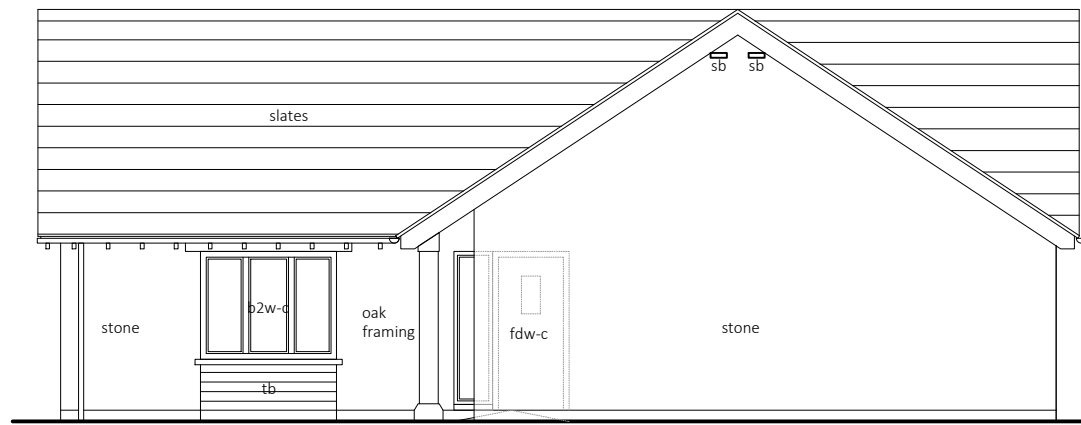 sb
sb
slates
stone
b2w-c
oak
framing
fdw-c
stone
tb